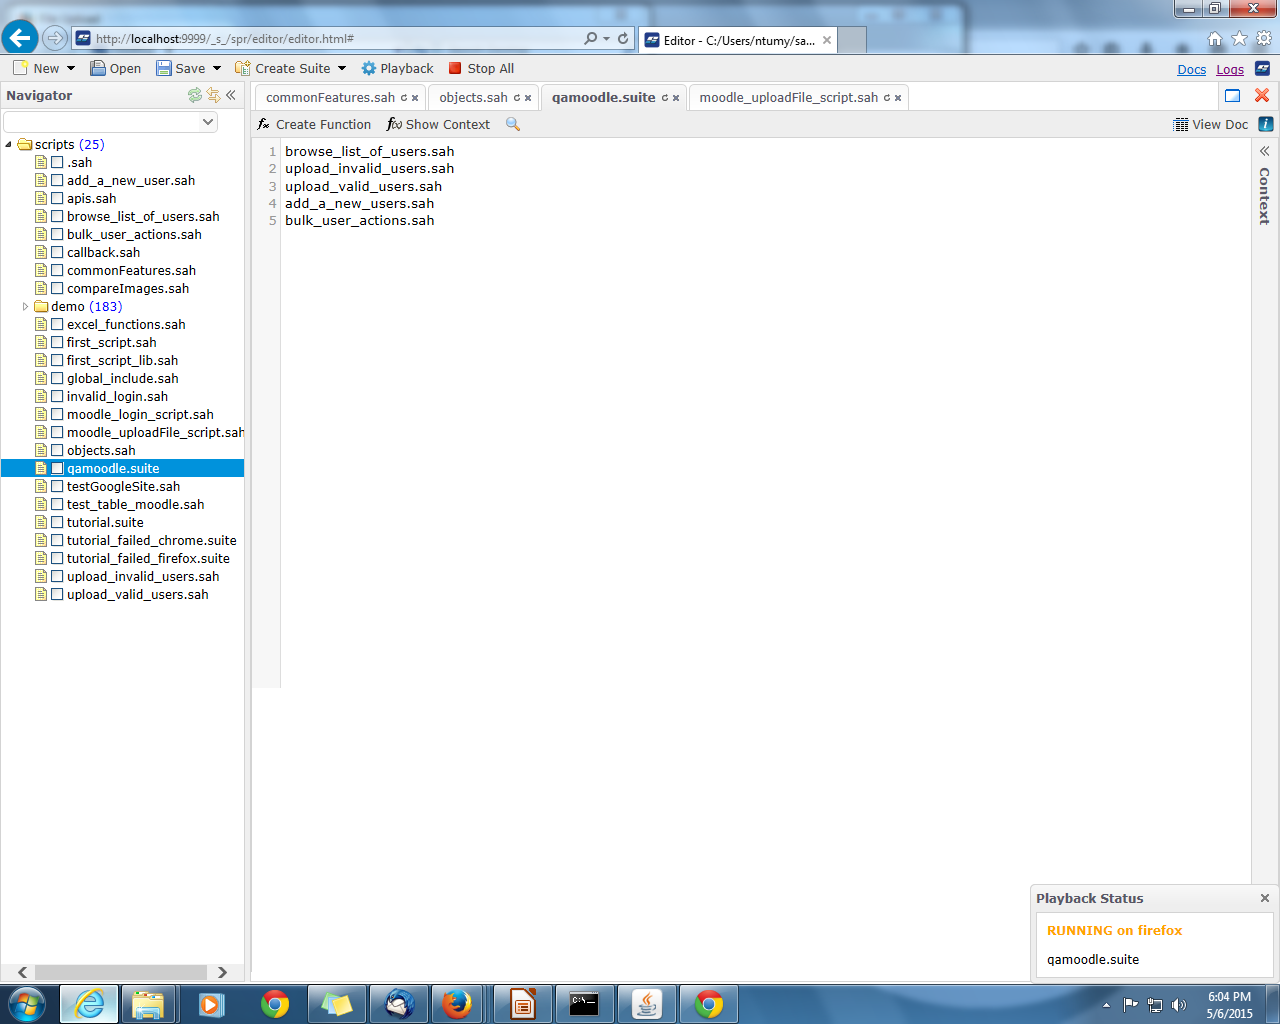 http://localhost:9999/_s_/spr/editor/editor.html#
Editor - C:/Users/ntumy/sa...
New
Open
Save
Create Suite
Playback
Stop All
Docs
Logs
Navigator
commonFeatures.sah
objects.sah
qamoodle.suite
moodle_uploadFile_script.sah
Create Function
Show Context
View Doc
scripts (25)
.sah
add_a_new_user.sah
apis.sah
browse_list_of_users.sah
bulk_user_actions.sah
callback.sah
commonFeatures.sah
compareImages.sah
demo (183)
excel_functions.sah
first_script.sah
first_script_lib.sah
global_include.sah
invalid_login.sah
moodle_login_script.sah
moodle_uploadFile_script.sah
objects.sah
qamoodle.suite
testGoogleSite.sah
test_table_moodle.sah
tutorial.suite
tutorial_failed_chrome.suite
tutorial_failed_firefox.suite
upload_invalid_users.sah
upload_valid_users.sah
1 browse_list_of_users.sah
2 upload_invalid_users.sah
3 upload_valid_users.sah
4 add_a_new_users.sah
5 bulk_user_actions.sah
Context
Playback Status
RUNNING on firefox
qamoodle.suite
6:04 PM
5/6/2015